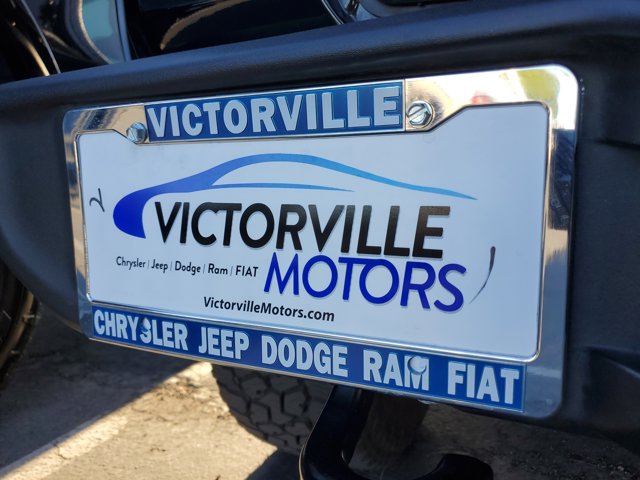 VICTORVILLE
VICTORVILLE
Chrysler | Jeep | Dodge | Ram | FIAT
MOTORS
VictorvilleMotors.com
CHRYSLER JEEP DODGE RAM FIAT